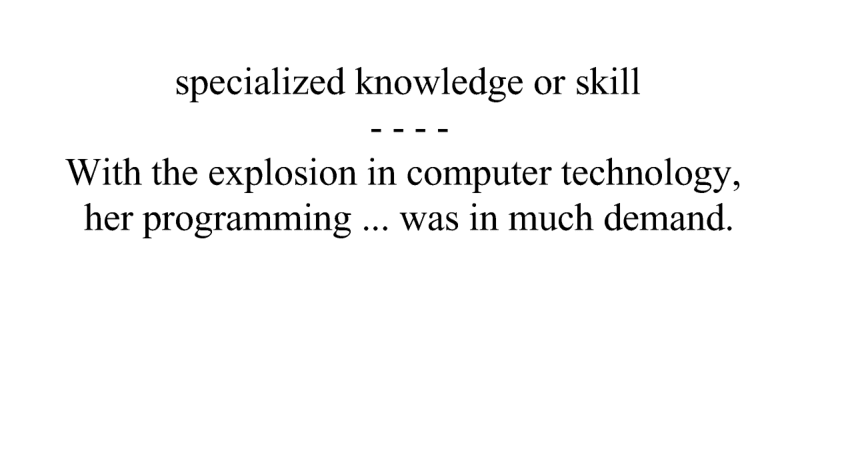 specialized knowledge or skill
- - - -
With the explosion in computer technology,
her programming ... was in much demand.